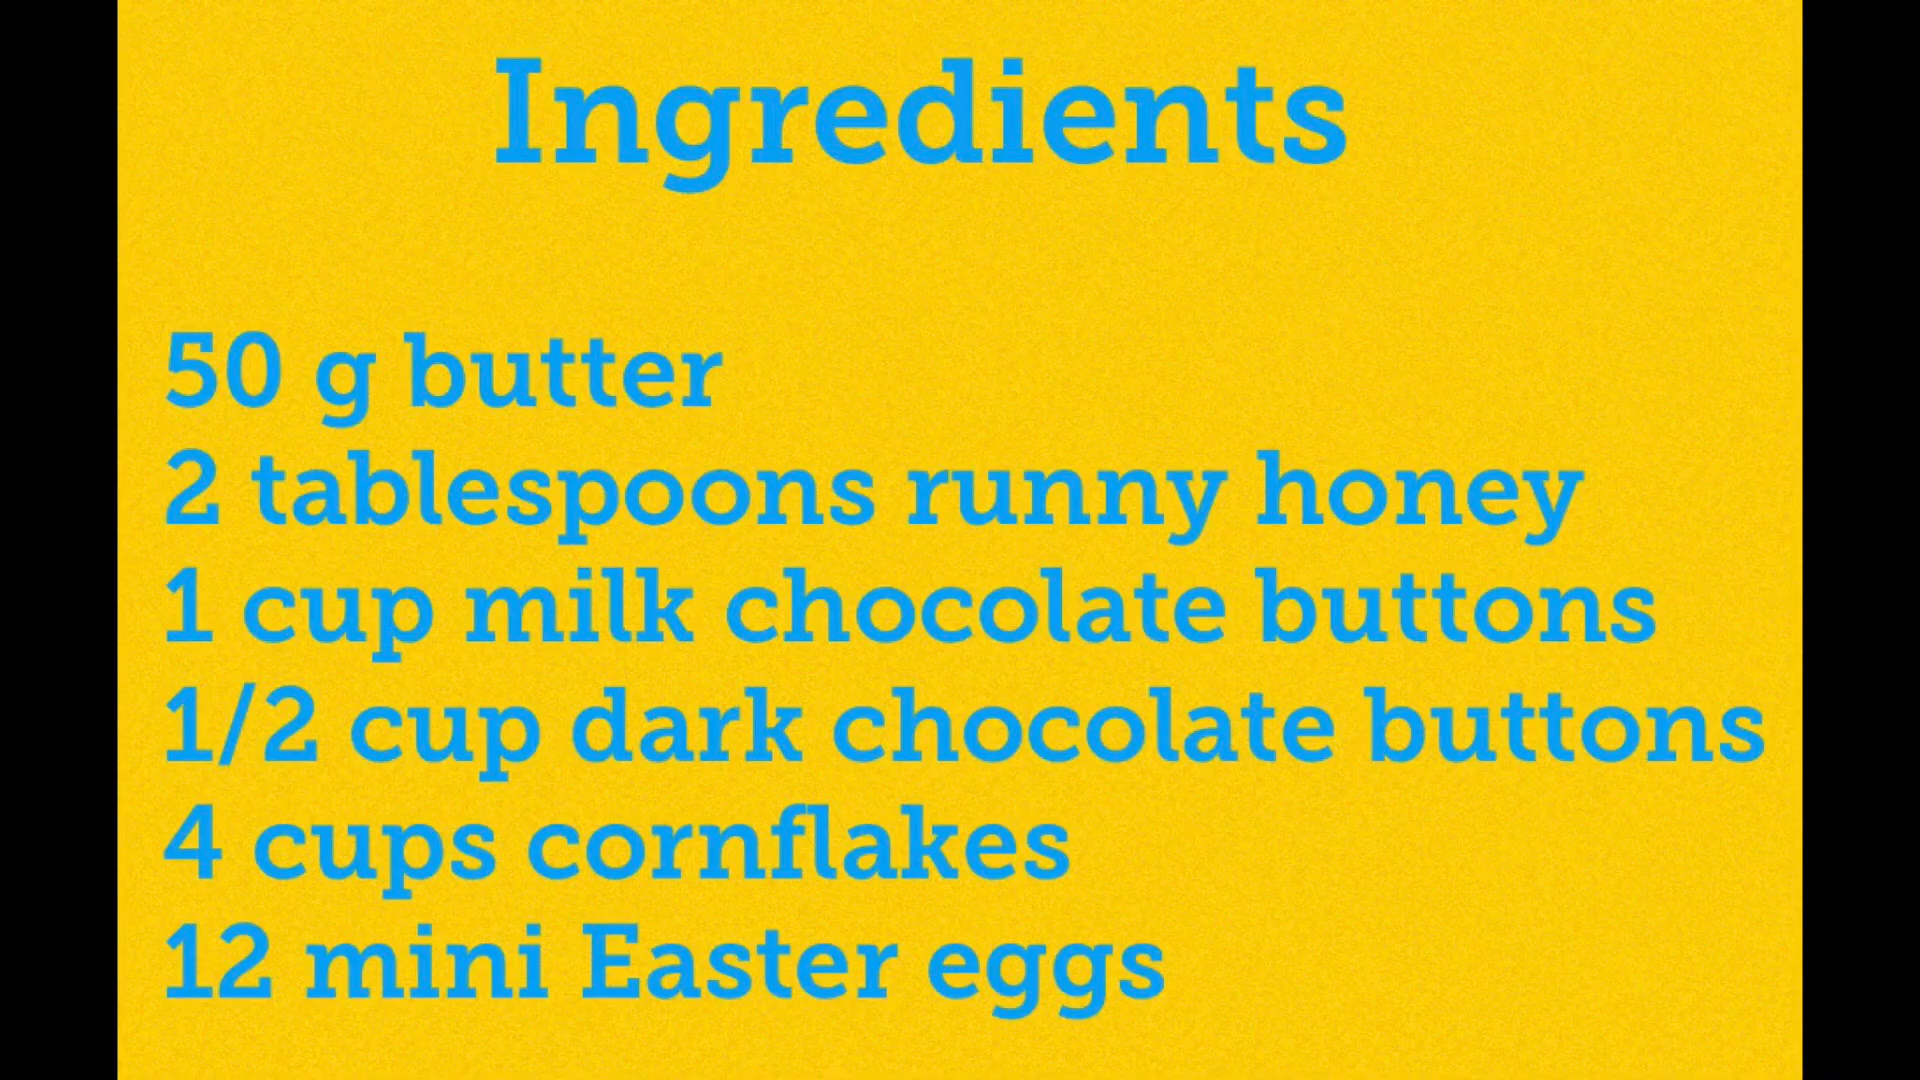 Ingredients
50 g butter
2 tablespoons runny honey
1 cup milk chocolate buttons
1/2 cup dark chocolate buttons
4 cups cornflakes
12 mini Easter eggs